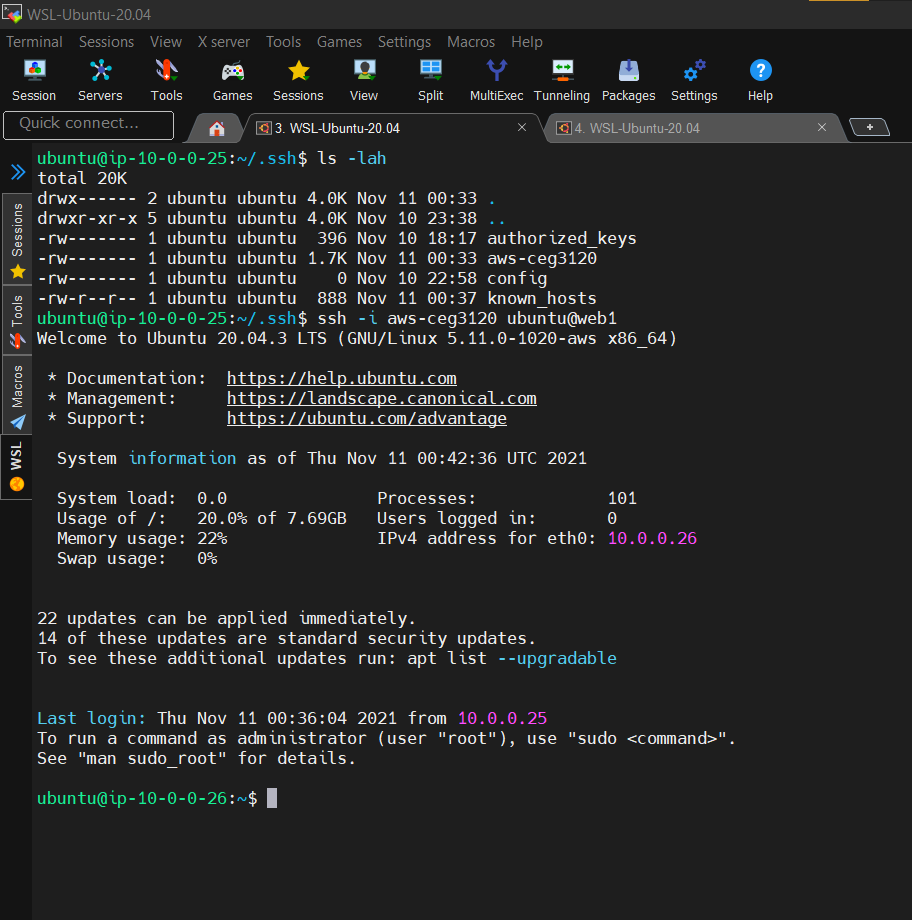 WSL-Ubuntu-20.04
Terminal Sessions View X server Tools Games Settings Macros Help
Session Servers Tools Games Sessions View Split MultiExec Tunneling Packages Settings Help
Quick connect...
3. WSL-Ubuntu-20.04
4. WSL-Ubuntu-20.04
Sessions
Tools
Macros
WSL
ubuntu@ip-10-0-0-25:~/.ssh$ ls -lah
total 20K
drwx------ 2 ubuntu ubuntu 4.0K Nov 11 00:33 .
drwxr-xr-x 5 ubuntu ubuntu 4.0K Nov 10 23:38 ..
-rw------- 1 ubuntu ubuntu  396 Nov 10 18:17 authorized_keys
-rw------- 1 ubuntu ubuntu 1.7K Nov 11 00:33 aws-ceg3120
-rw------- 1 ubuntu ubuntu    0 Nov 10 22:58 config
-rw-r--r-- 1 ubuntu ubuntu  888 Nov 11 00:37 known_hosts
ubuntu@ip-10-0-0-25:~/.ssh$ ssh -i aws-ceg3120 ubuntu@web1
Welcome to Ubuntu 20.04.3 LTS (GNU/Linux 5.11.0-1020-aws x86_64)
* Documentation:  https://help.ubuntu.com
* Management:     https://landscape.canonical.com
* Support:        https://ubuntu.com/advantage
System information as of Thu Nov 11 00:42:36 UTC 2021
System load:  0.0               Processes:             101
Usage of /:   20.0% of 7.69GB   Users logged in:       0
Memory usage: 22%               IPv4 address for eth0: 10.0.0.26
Swap usage:   0%
22 updates can be applied immediately.
14 of these updates are standard security updates.
To see these additional updates run: apt list --upgradable
Last login: Thu Nov 11 00:36:04 2021 from 10.0.0.25
To run a command as administrator (user "root"), use "sudo <command>".
See "man sudo_root" for details.
ubuntu@ip-10-0-0-26:~$